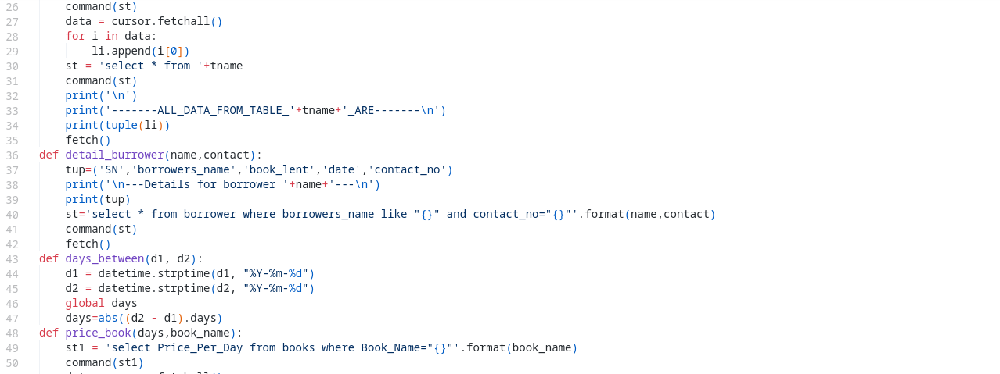 26 command(st)
27 data = cursor.fetchall()
28 for i in data:
29 li.append(i[0])
30 st = 'select * from '+tname
31 command(st)
32 print('\n')
33 print('-------ALL_DATA_FROM_TABLE_'+tname+'_ARE-------\n')
34 print(tuple(li))
35 fetch()
36 def detail_burrower(name,contact):
37 tup=('SN','borrowers_name','book_lent','date','contact_no')
38 print('\n---Details for borrower '+name+'---\n')
39 print(tup)
40 st='select * from borrower where borrowers_name like "{}" and contact_no="{}"'.format(name,contact)
41 command(st)
42 fetch()
43 def days_between(d1, d2):
44 d1 = datetime.strptime(d1, "%Y-%m-%d")
45 d2 = datetime.strptime(d2, "%Y-%m-%d")
46 global days
47 days=abs((d2 - d1).days)
48 def price_book(days,book_name):
49 st1 = 'select Price_Per_Day from books where Book_Name="{}"'.format(book_name)
50 command(st1)